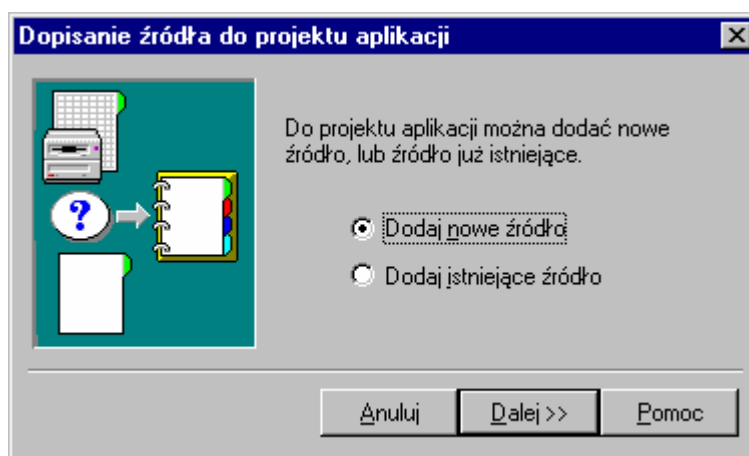 Dopisanie źródła do projektu aplikacji
?
Do projektu aplikacji można dodać nowe
źródło, lub źródło już istniejące.
Dodaj nowe źródło
Dodaj istniejące źródło
Anuluj
Dalej >>
Pomoc